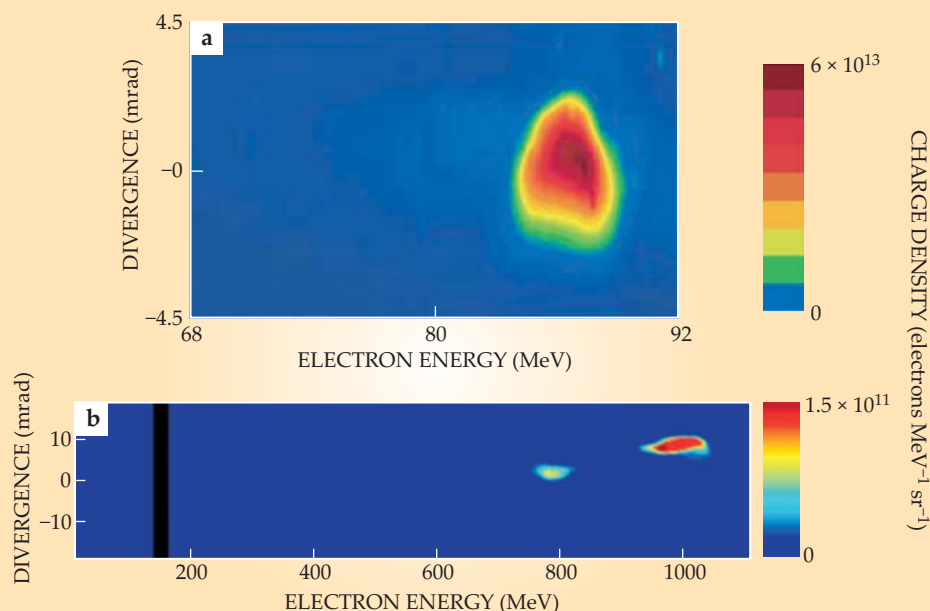 a
4.5
−0
−4.5
DIVERGENCE (mrad)
68
80
92
ELECTRON ENERGY (MeV)
6 × 10¹³
0
CHARGE DENSITY (electrons MeV⁻¹ sr⁻¹)
b
10
0
−10
DIVERGENCE (mrad)
200
400
600
800
1000
ELECTRON ENERGY (MeV)
1.5 × 10¹¹
0